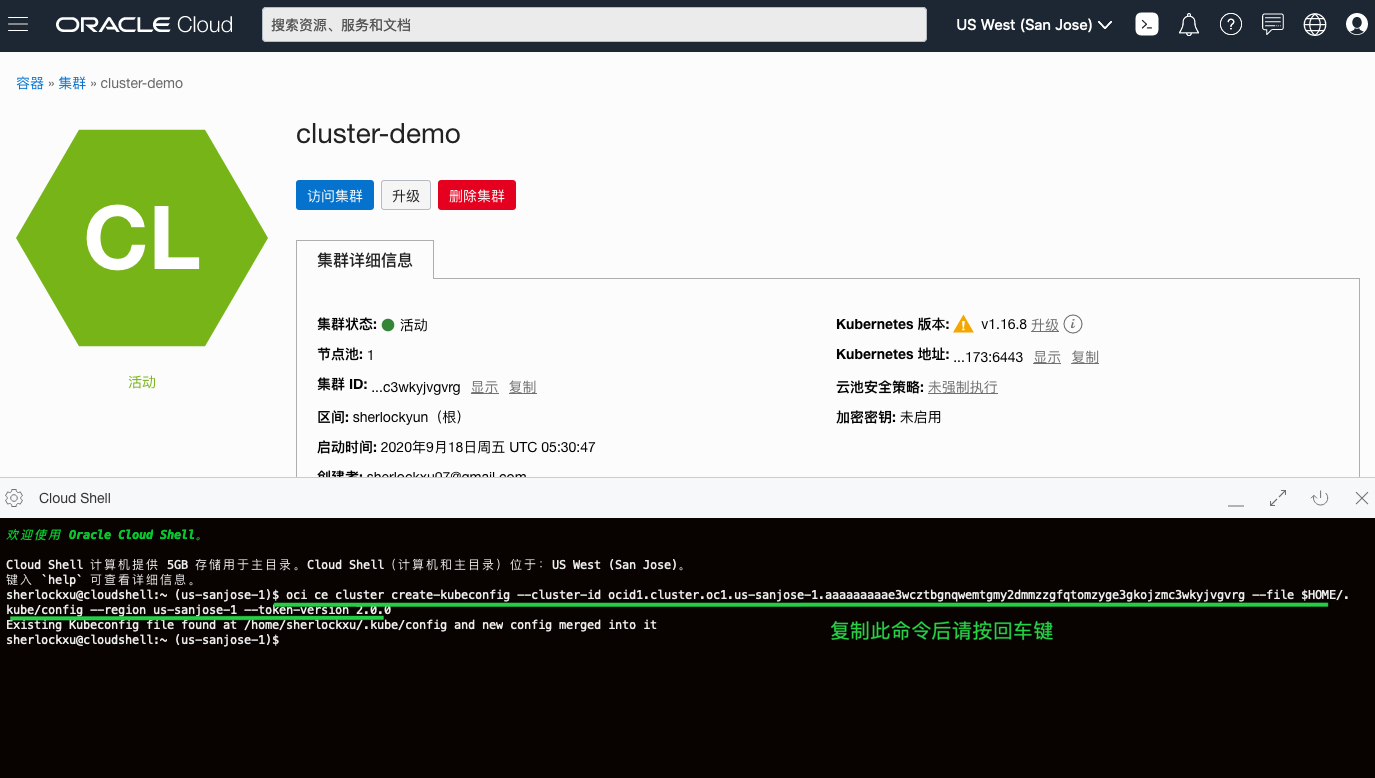 ORACLE Cloud
搜索资源、服务和文档
US West (San Jose)
容器 » 集群 » cluster-demo
CL
活动
cluster-demo
访问集群 升级 删除集群
集群详细信息
集群状态: 活动
节点池: 1
集群 ID: ...c3wkyjvgvrg 显示 复制
区间: sherlockyun（根）
启动时间: 2020年9月18日周五 UTC 05:30:47
创建者: sherlockxu07@gmail.com
Kubernetes 版本: v1.16.8 升级
Kubernetes 地址: ...173:6443 显示 复制
云池安全策略: 未强制执行
加密密钥: 未启用
Cloud Shell
欢迎使用 Oracle Cloud Shell。
Cloud Shell 计算机提供 5GB 存储用于主目录。Cloud Shell（计算机和主目录）位于：US West (San Jose)。
键入 `help` 可查看详细信息。
sherlockxu@cloudshell:~ (us-sanjose-1)$ oci ce cluster create-kubeconfig --cluster-id ocid1.cluster.oc1.us-sanjose-1.aaaaaaaaae3wcztbgnqwemtgmy2dmmzzgfqtomzyge3gkojzmc3wkyjvgvrg --file $HOME/.
kube/config --region us-sanjose-1 --token-version 2.0.0
Existing Kubeconfig file found at /home/sherlockxu/.kube/config and new config merged into it
sherlockxu@cloudshell:~ (us-sanjose-1)$
复制此命令后请按回车键